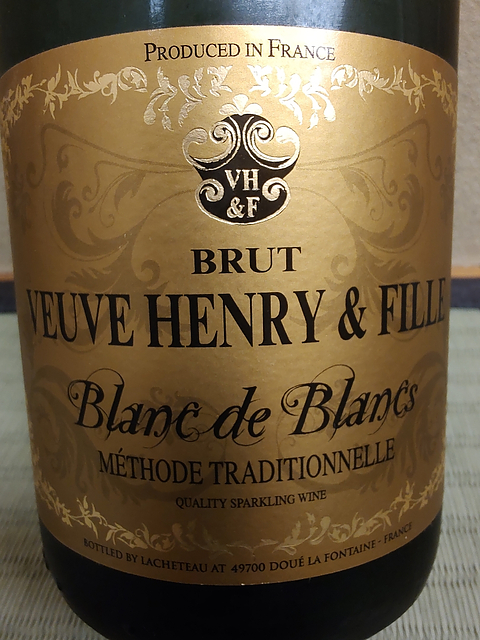 PRODUCED IN FRANCE
VH
&F
BRUT
VEUVE HENRY & FILLE
Blanc de Blancs
MÉTHODE TRADITIONNELLE
QUALITY SPARKLING WINE
BOTTLED BY LACHETEAU AT 49700 DOUÉ LA FONTAINE - FRANCE